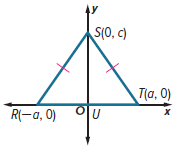 y
S(0, c)
T(a, 0)
R(−a, 0) O U x